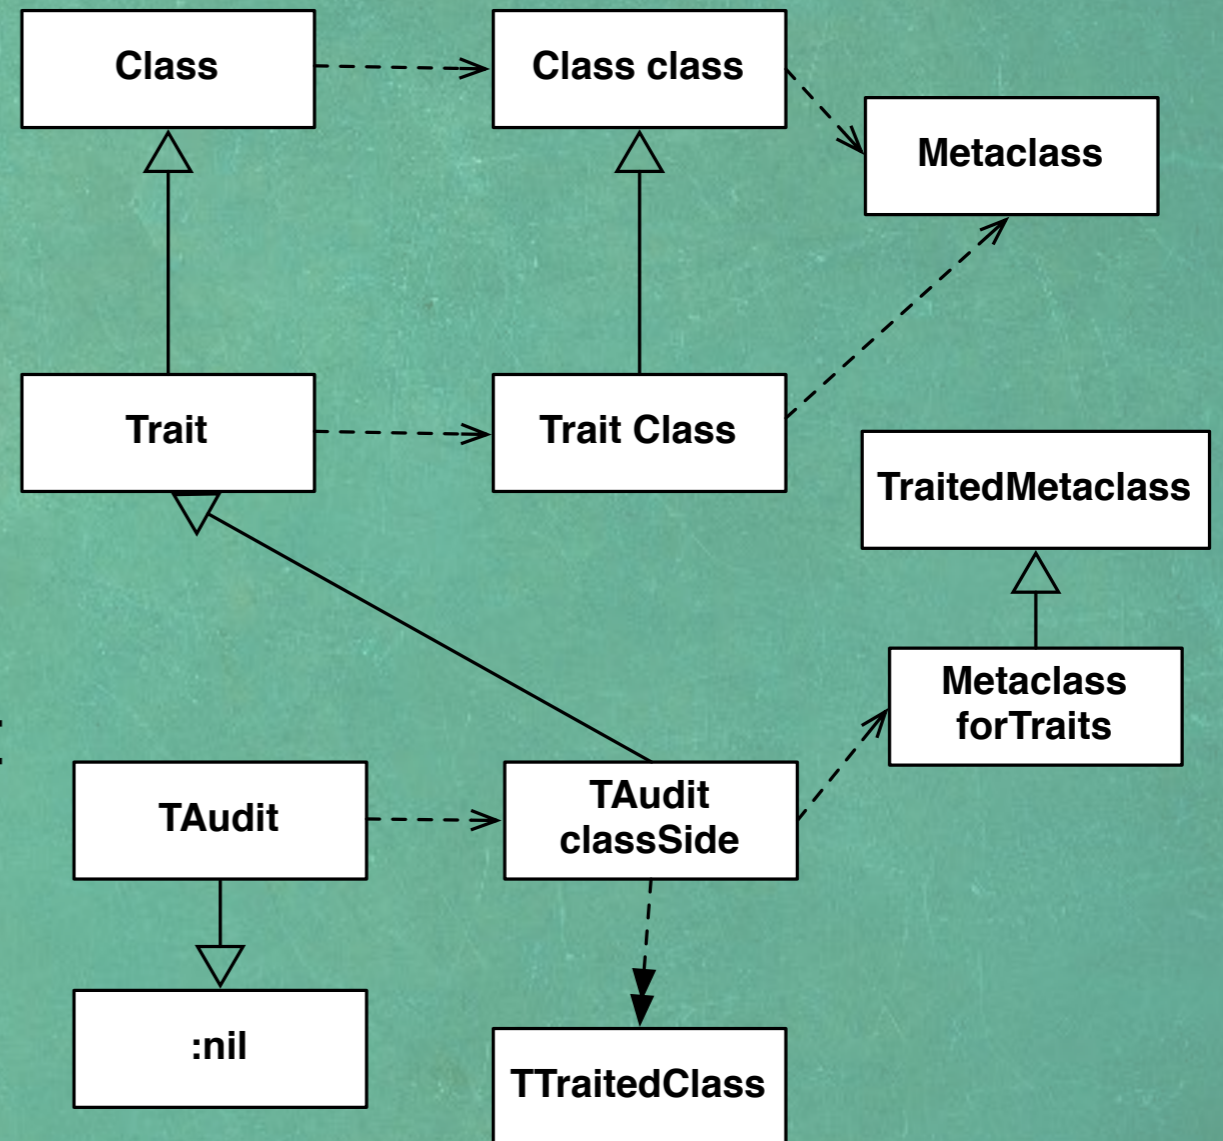 Class
Class class
Metaclass
Trait
Trait Class
TraitedMetaclass
Metaclass
forTraits
TAudit
TAudit
classSide
:nil
TTraitedClass